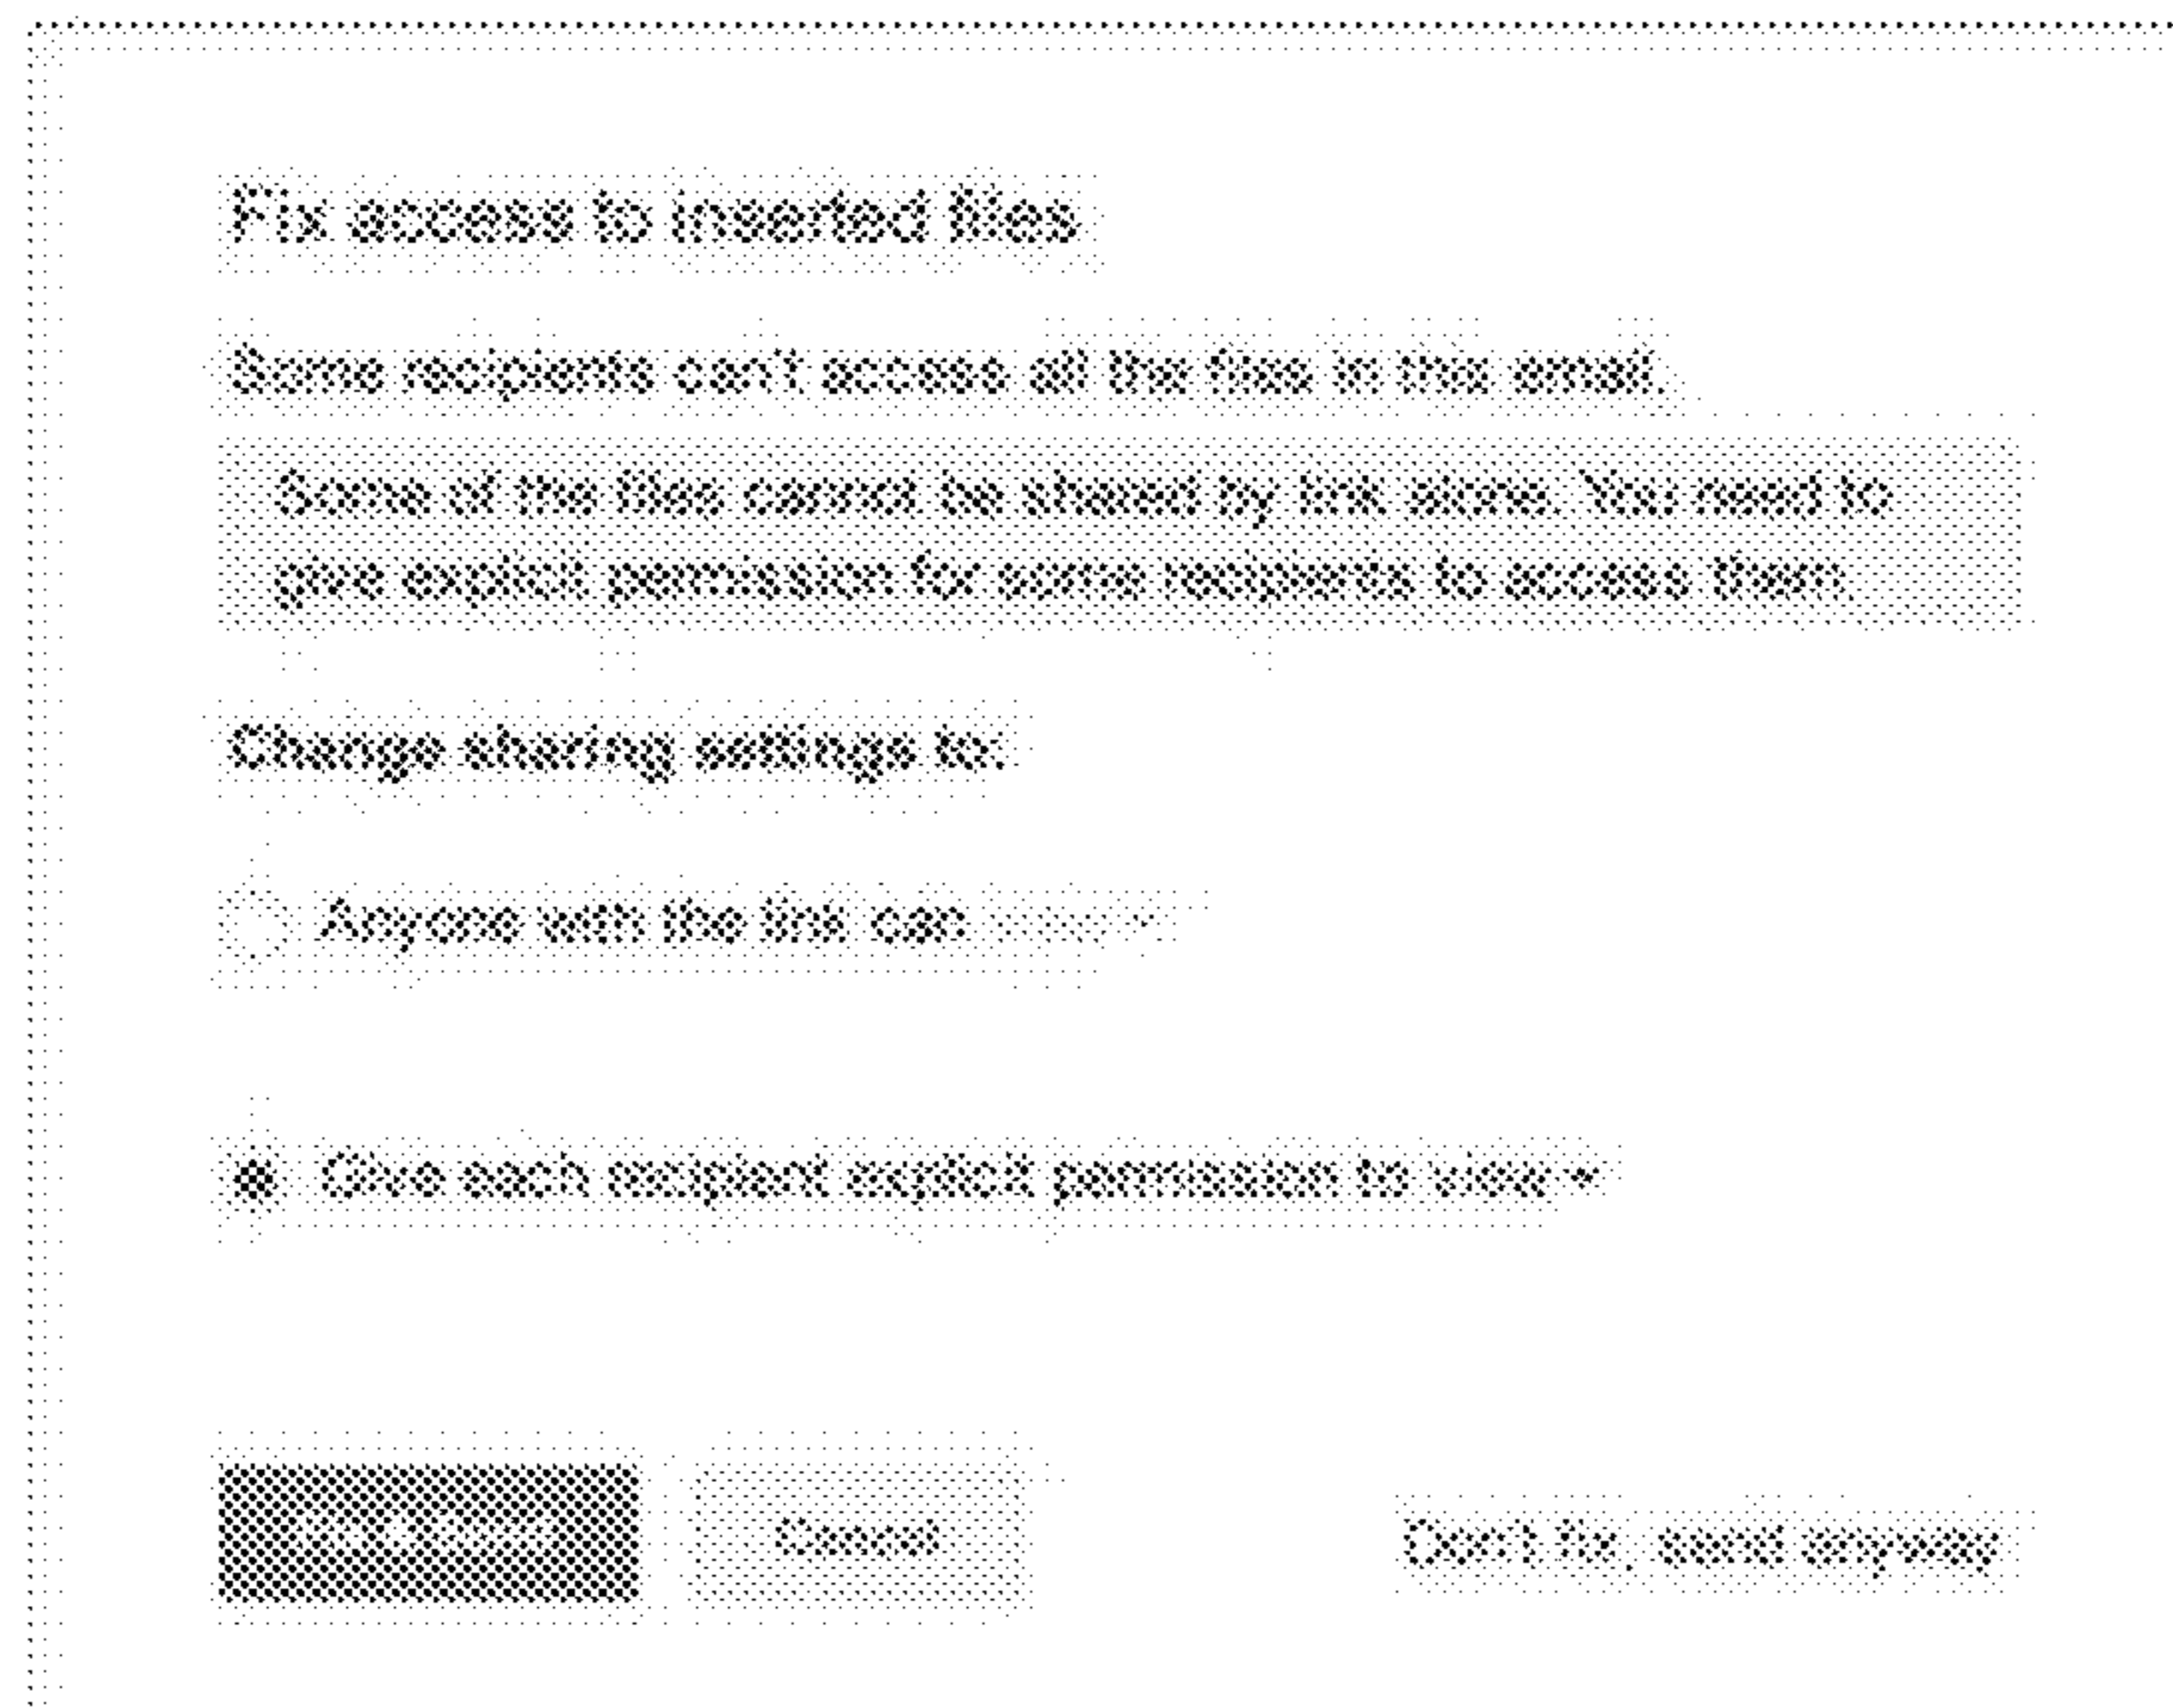 Fix access to inserted files
Some recipients can't access all the files in this email.
Some of the files cannot be shared by link alone. You need to
give explicit permission for some recipients to access them.
Change sharing settings to:
Anyone with the link can
Give each recipient explicit permission to view
Cancel
Don't fix, send anyway